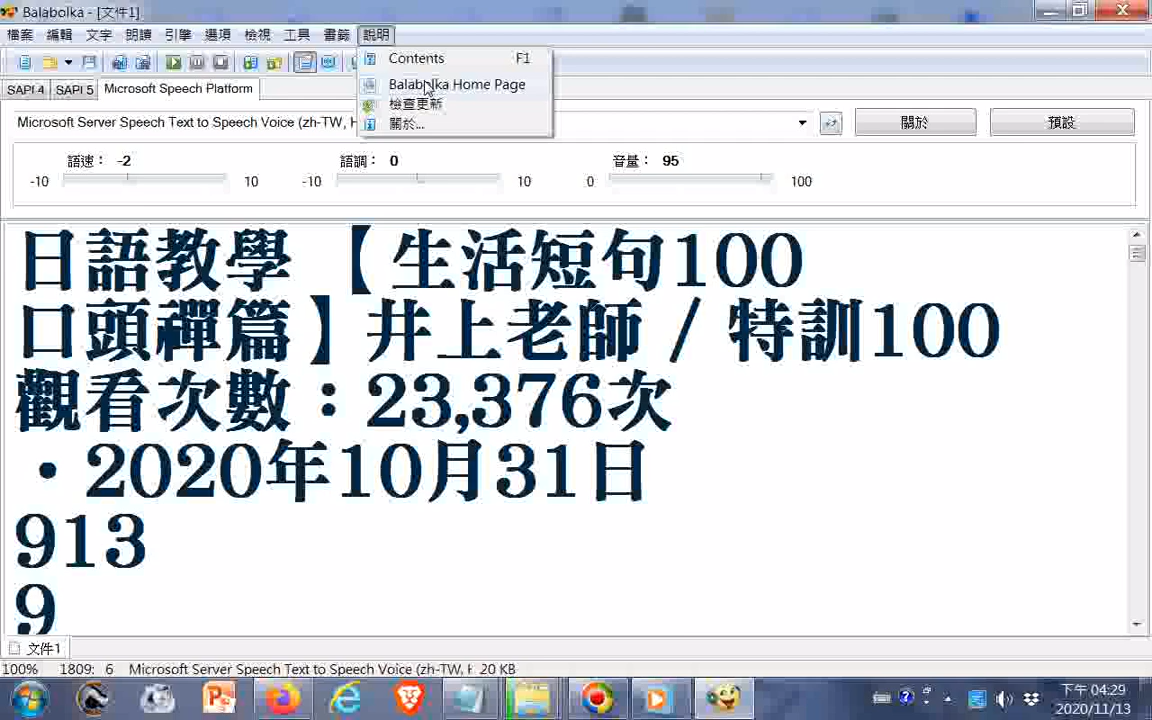 Balabolka - [文件1]
檔案 編輯 文字 朗讀 引擎 選項 檢視 工具 書籤 說明
Contents F1
Balabolka Home Page
檢查更新
關於...
SAPI 4 SAPI 5 Microsoft Speech Platform
Microsoft Server Speech Text to Speech Voice (zh-TW, H
關於 預設
語速： -2 語調： 0 音量： 95
-10 10 -10 10 0 100
日語教學 【生活短句100
口頭禪篇】井上老師 / 特訓100
觀看次數：23,376次
•2020年10月31日
913
9
文件1
100% 1809: 6 Microsoft Server Speech Text to Speech Voice (zh-TW, H 20 KB
下午 04:29
2020/11/13